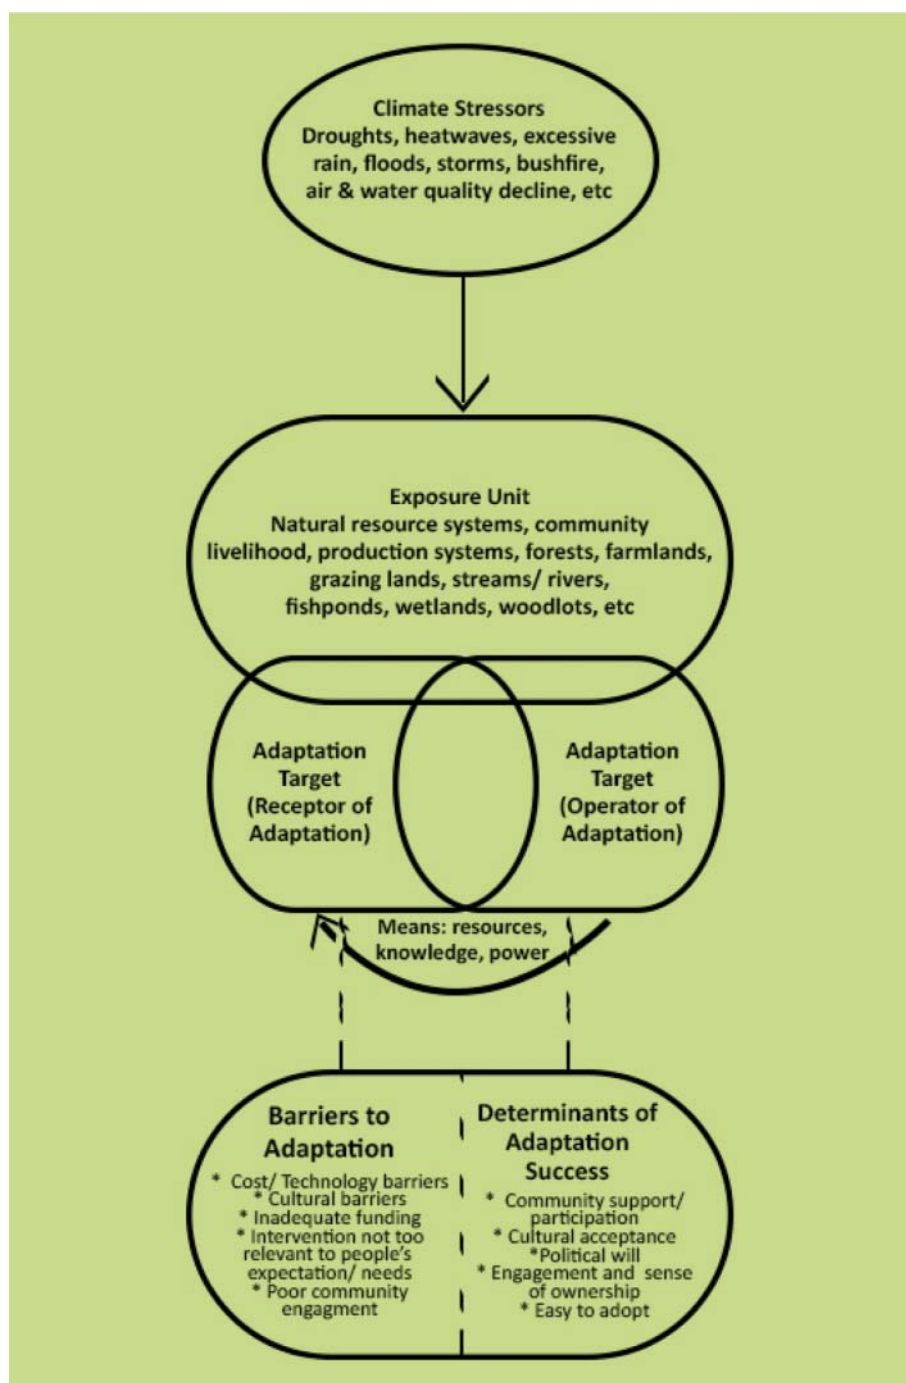 Climate Stressors
Droughts, heatwaves, excessive
rain, floods, storms, bushfire,
air & water quality decline, etc
Exposure Unit
Natural resource systems, community
livelihood, production systems, forests, farmlands,
grazing lands, streams/ rivers,
fishponds, wetlands, woodlots, etc
Adaptation
Target
(Receptor of
Adaptation)
Adaptation
Target
(Operator of
Adaptation)
Means: resources,
knowledge, power
Barriers to
Adaptation
* Cost/ Technology barriers
* Cultural barriers
* Inadequate funding
* Intervention not too
relevant to people's
expectation/ needs
* Poor community
engagment
Determinants of
Adaptation
Success
* Community support/
participation
* Cultural acceptance
*Political will
* Engagement and sense
of ownership
* Easy to adopt